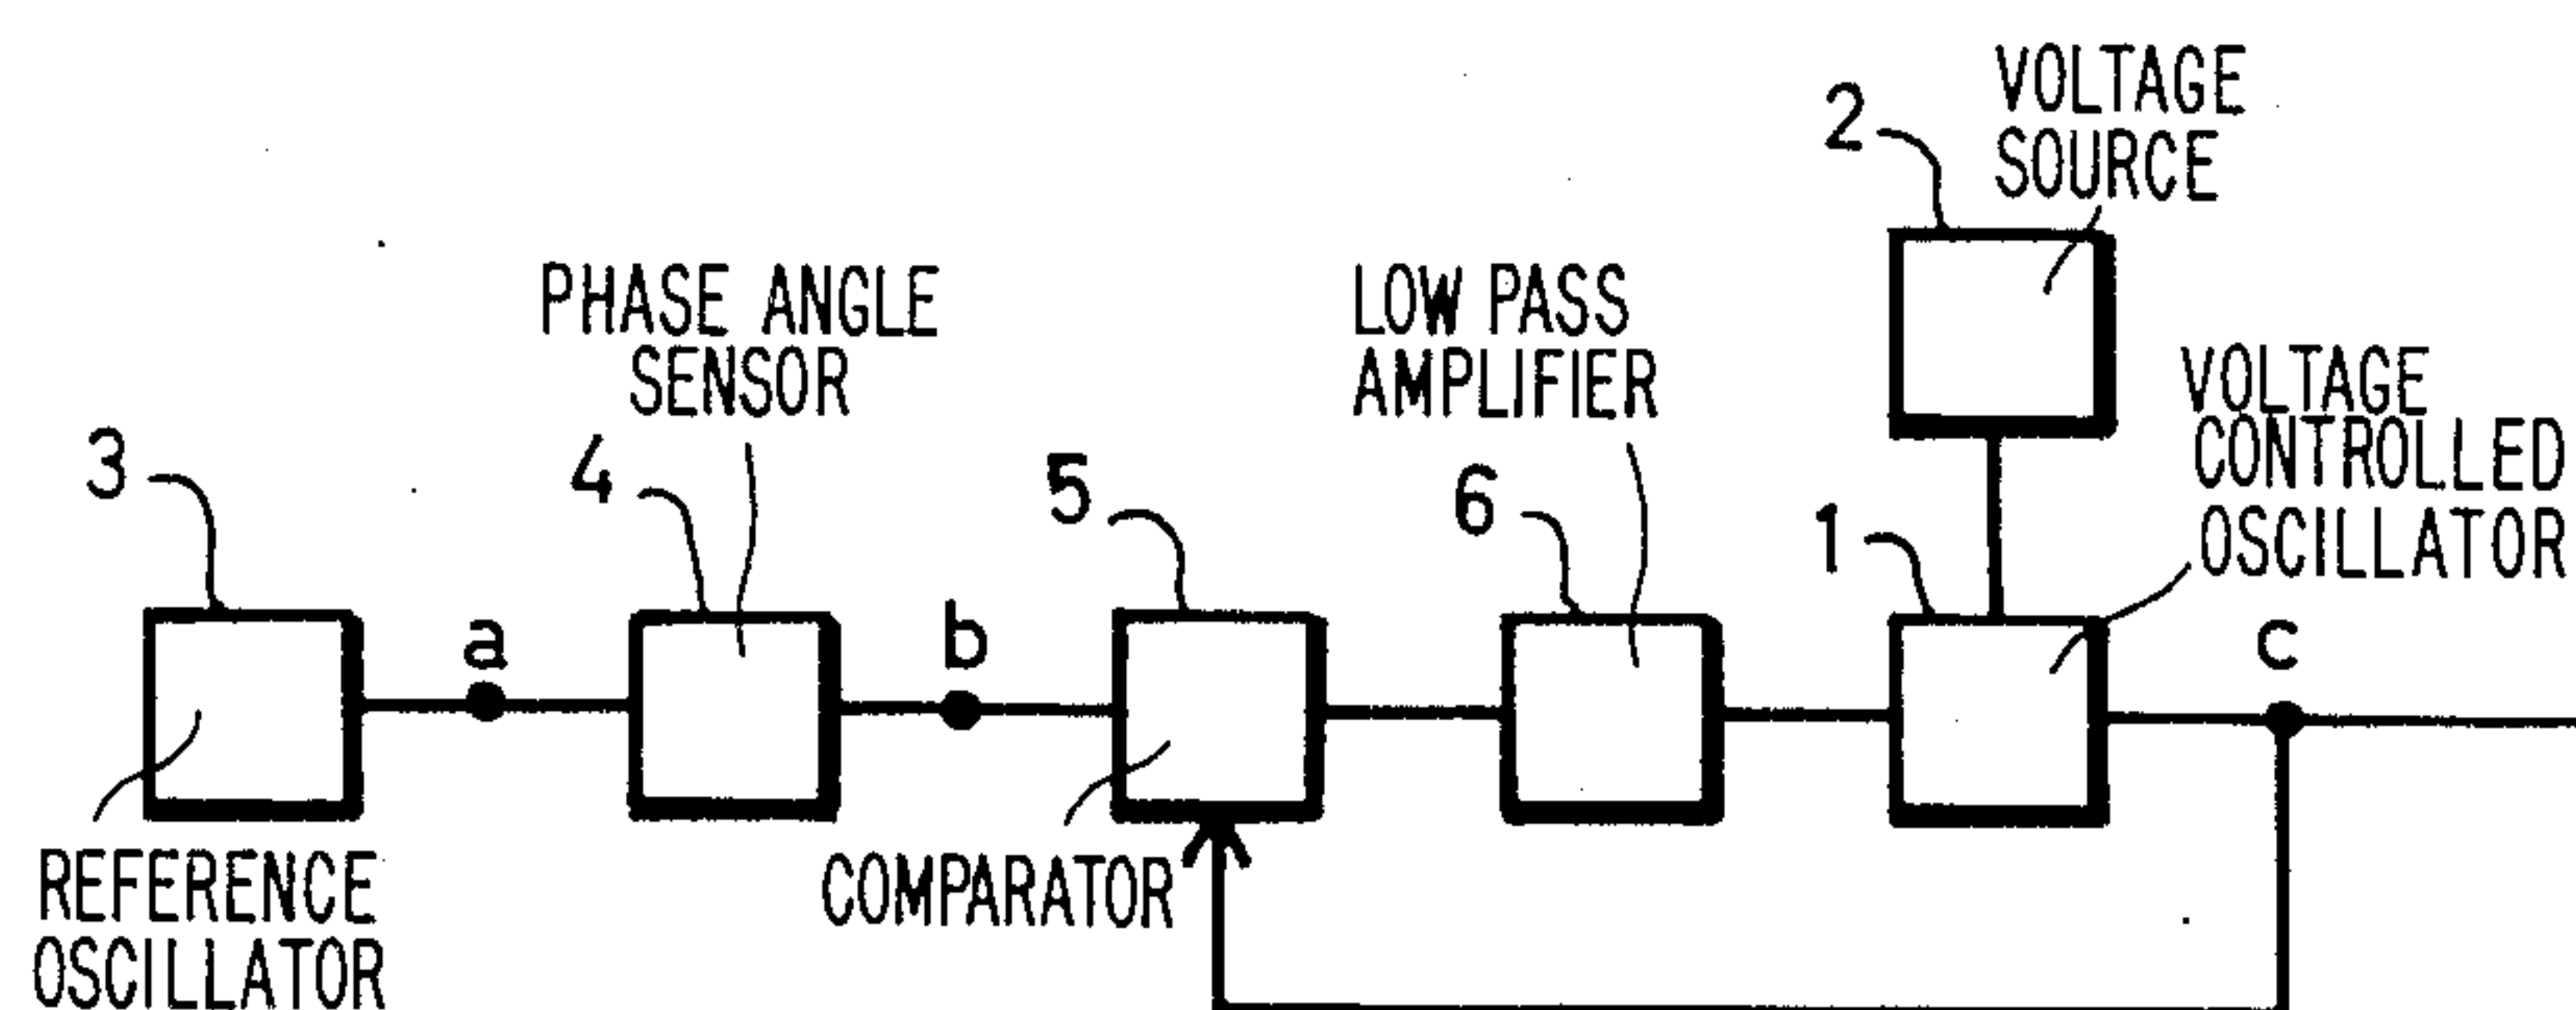 2
VOLTAGE
SOURCE
PHASE ANGLE
SENSOR
LOW PASS
AMPLIFIER
VOLTAGE
CONTROLLED
OSCILLATOR
3
4
5
6
1
a
b
c
REFERENCE
OSCILLATOR
COMPARATOR